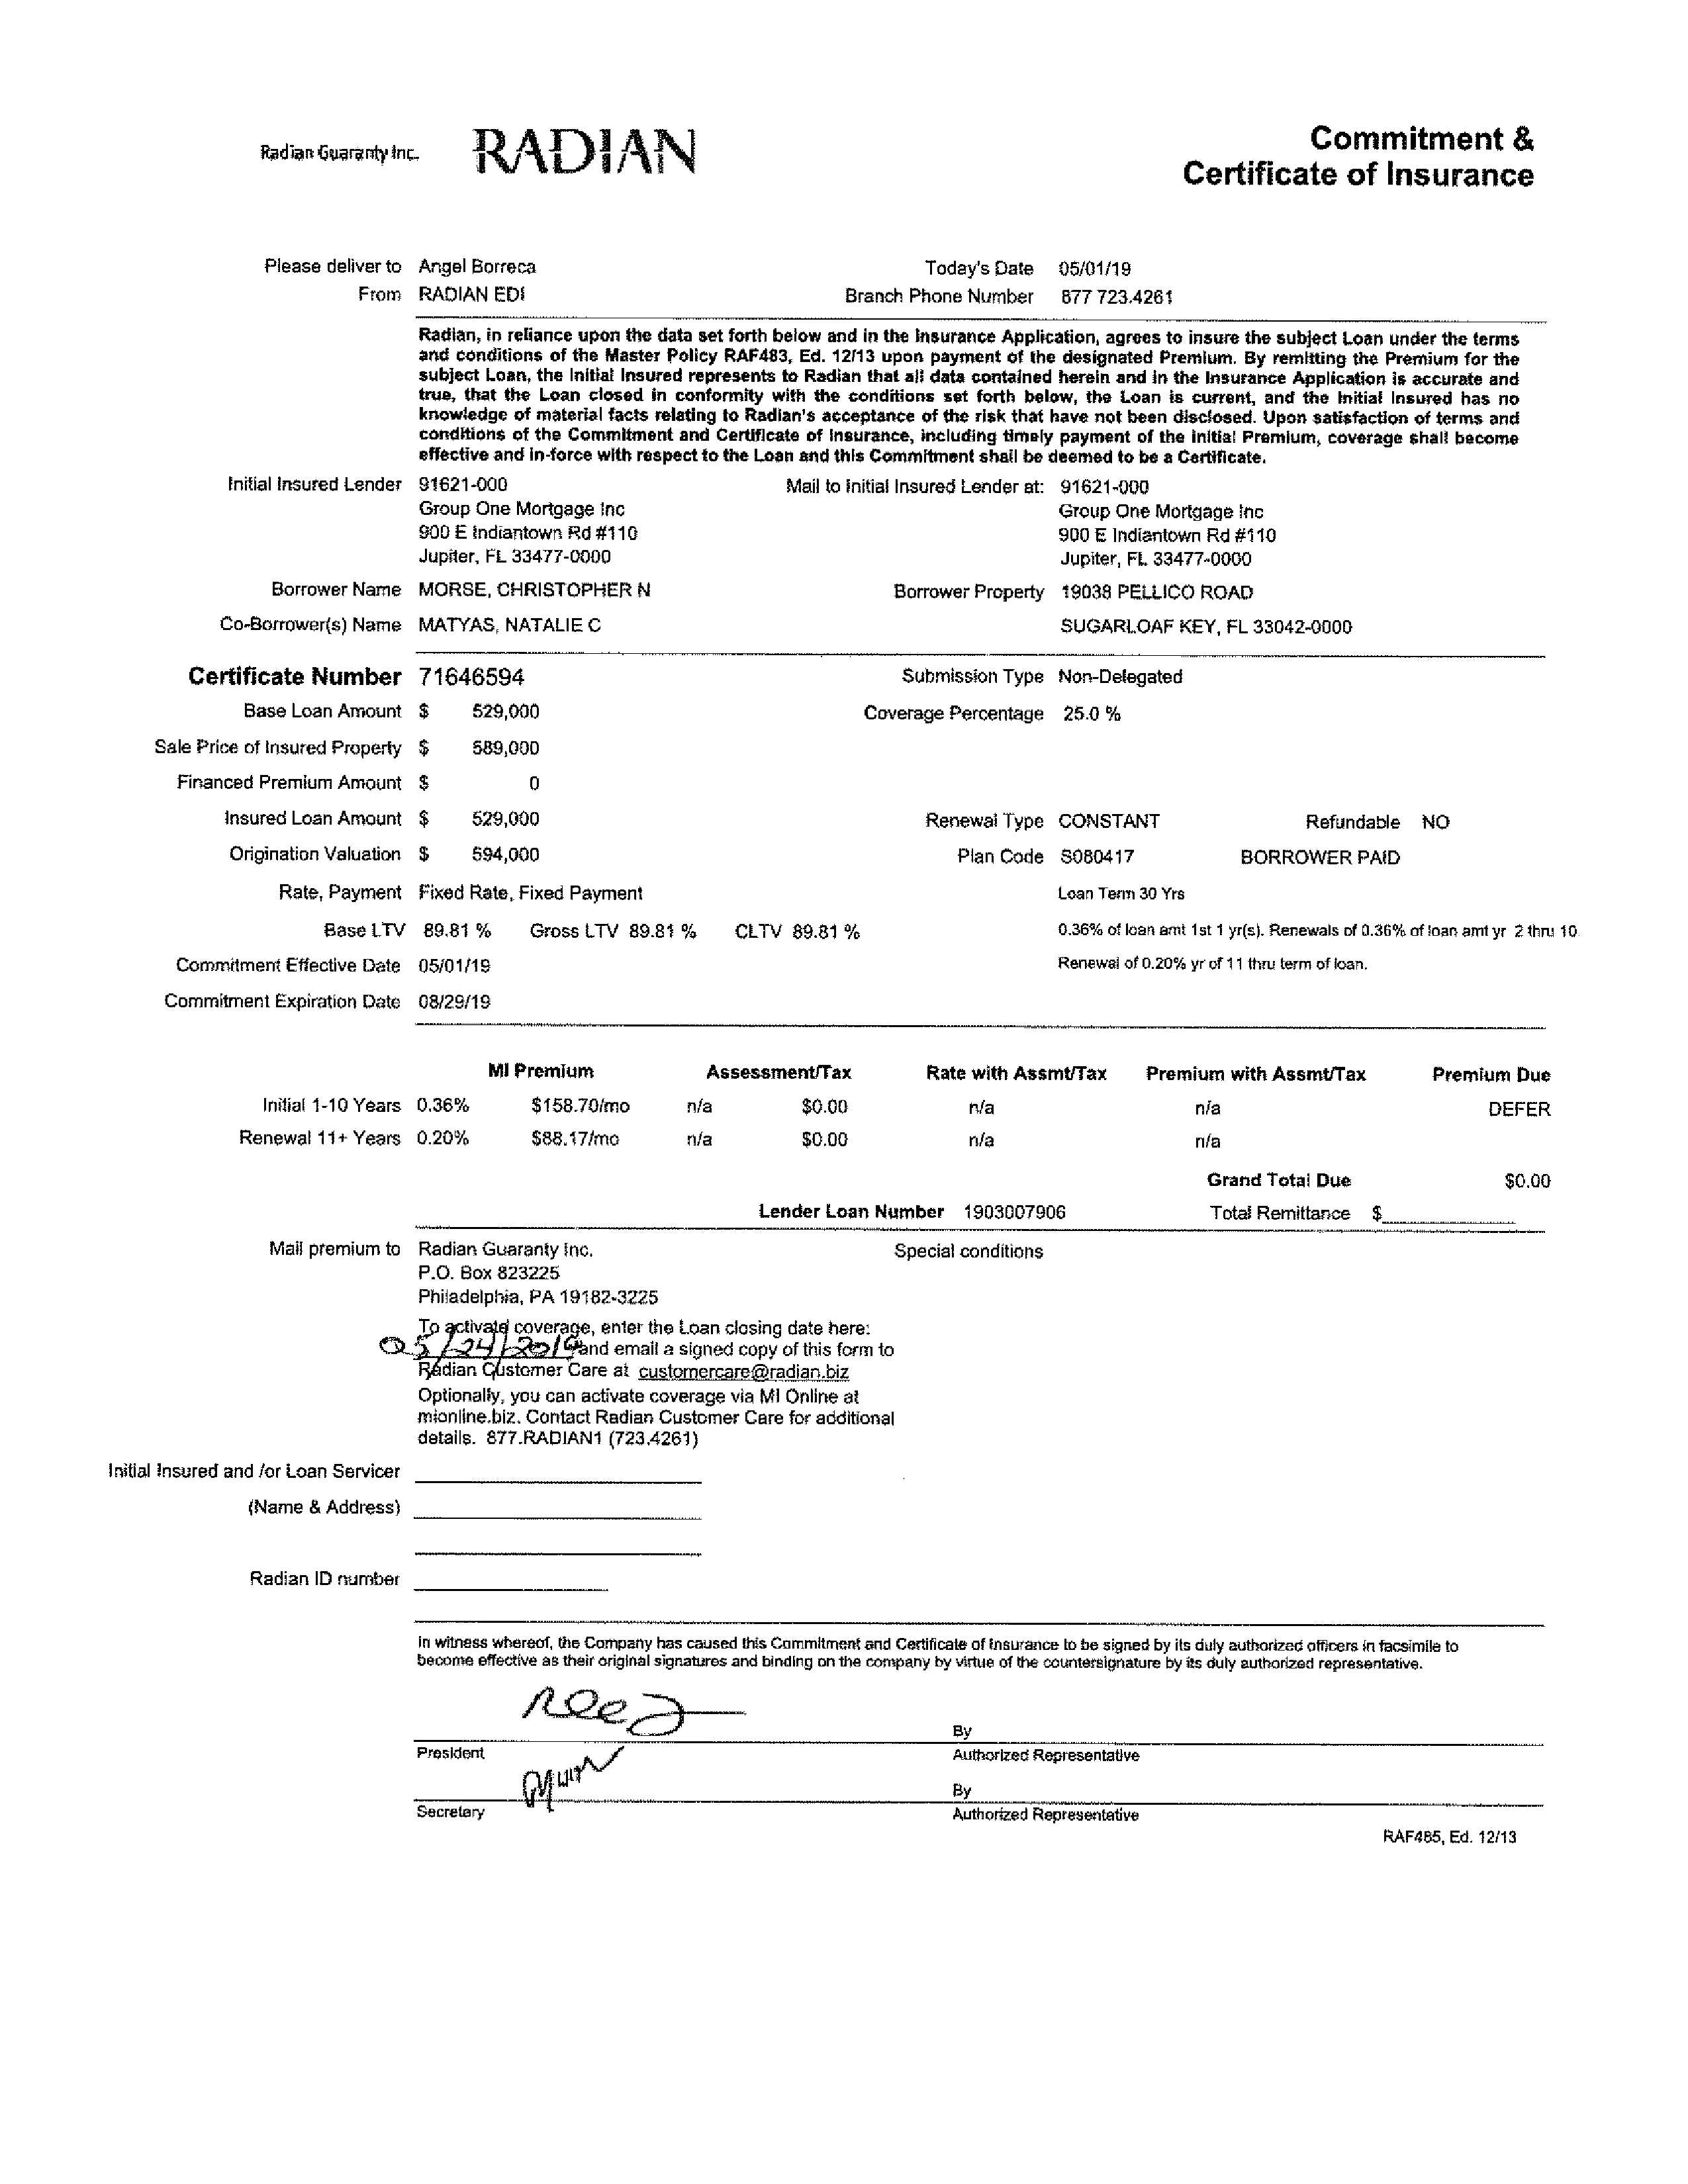 Radian Guaranty Inc. RADIAN
Commitment &
Certificate of Insurance
Please deliver to Angel Borreca Today's Date 05/01/19
From RADIAN EDI Branch Phone Number 877 723.4261
Radian, in reliance upon the data set forth below and in the Insurance Application, agrees to insure the subject Loan under the terms
and conditions of the Master Policy RAF483, Ed. 12/13 upon payment of the designated Premium. By remitting the Premium for the
subject Loan, the Initial Insured represents to Radian that all data contained herein and in the Insurance Application is accurate and
true, that the Loan closed in conformity with the conditions set forth below, the Loan is current, and the Initial Insured has no
knowledge of material facts relating to Radian's acceptance of the risk that have not been disclosed. Upon satisfaction of terms and
conditions of the Commitment and Certificate of Insurance, including timely payment of the initial Premium, coverage shall become
effective and in-force with respect to the Loan and this Commitment shall be deemed to be a Certificate.
Initial Insured Lender 91621-000 Mail to Initial Insured Lender at: 91621-000
Group One Mortgage Inc Group One Mortgage Inc
900 E Indiantown Rd #110 900 E Indiantown Rd #110
Jupiter, FL 33477-0000 Jupiter, FL 33477-0000
Borrower Name MORSE, CHRISTOPHER N Borrower Property 19038 PELLICO ROAD
Co-Borrower(s) Name MATYAS, NATALIE C SUGARLOAF KEY, FL 33042-0000
Certificate Number 71646594 Submission Type Non-Delegated
Base Loan Amount $ 529,000 Coverage Percentage 25.0 %
Sale Price of Insured Property $ 589,000
Financed Premium Amount $ 0
Insured Loan Amount $ 529,000 Renewal Type CONSTANT Refundable NO
Origination Valuation $ 594,000 Plan Code S080417 BORROWER PAID
Rate, Payment Fixed Rate, Fixed Payment Loan Term 30 Yrs
Base LTV 89.81 % Gross LTV 89.81 % CLTV 89.81 % 0.36% of loan amt 1st 1 yr(s). Renewals of 0.36% of loan amt yr 2 thru 10
Commitment Effective Date 05/01/19 Renewal of 0.20% yr of 11 thru term of loan.
Commitment Expiration Date 08/29/19
MI Premium Assessment/Tax Rate with Assmt/Tax Premium with Assmt/Tax Premium Due
Initial 1-10 Years 0.36% $158.70/mo n/a $0.00 n/a n/a DEFER
Renewal 11+ Years 0.20% $88.17/mo n/a $0.00 n/a n/a
Grand Total Due $0.00
Lender Loan Number 1903007906 Total Remittance $
Mail premium to Radian Guaranty Inc. Special conditions
P.O. Box 823225
Philadelphia, PA 19182-3225
To activate coverage, enter the Loan closing date here:
05/24/2019 and email a signed copy of this form to
Radian Customer Care at customercare@radian.biz
Optionally, you can activate coverage via MI Online at
mionline.biz. Contact Radian Customer Care for additional
details. 877.RADIAN1 (723.4261)
Initial Insured and /or Loan Servicer
(Name & Address)
Radian ID number
In witness whereof, the Company has caused this Commitment and Certificate of Insurance to be signed by its duly authorized officers in facsimile to
become effective as their original signatures and binding on the company by virtue of the countersignature by its duly authorized representative.
By
President Authorized Representative
By
Secretary Authorized Representative
RAF485, Ed. 12/13